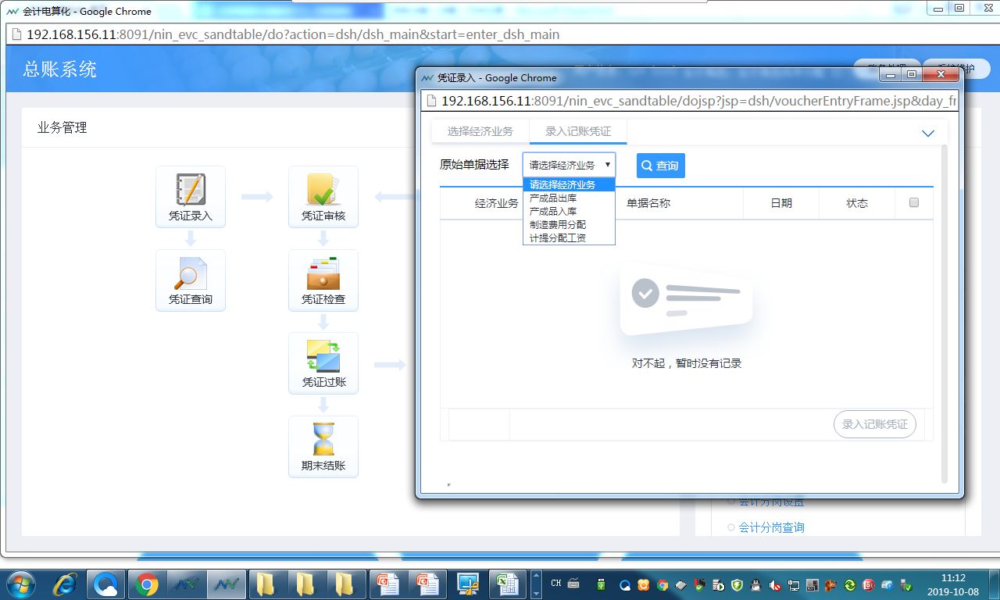 会计电算化 - Google Chrome
192.168.156.11:8091/nin_evc_sandtable/do?action=dsh/dsh_main&start=enter_dsh_main
总账系统
业务管理
凭证录入
凭证审核
凭证查询
凭证检查
凭证过账
期末结账
凭证录入 - Google Chrome
192.168.156.11:8091/nin_evc_sandtable/dojsp?jsp=dsh/voucherEntryFrame.jsp&day_fr
选择经济业务
录入记账凭证
原始单据选择
请选择经济业务
查询
请选择经济业务
产成品出库
产成品入库
制造费用分配
计提分配工资
经济业务
单据名称
日期
状态
对不起，暂时没有记录
录入记账凭证
会计分岗设置
会计分岗查询
CH
11:12
2019-10-08